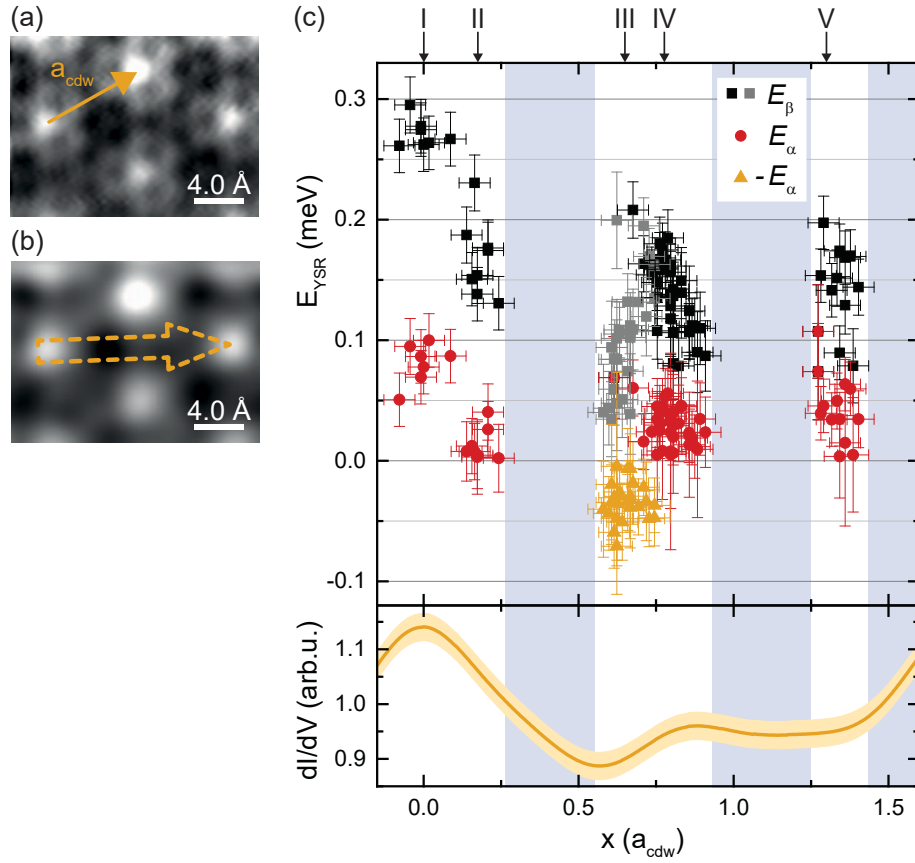 (a)
a_cdw
4.0 Å
(b)
4.0 Å
(c)
I II III IV V
E_β
E_α
-E_α
0.3
0.2
0.1
0.0
-0.1
E_YSR (meV)
1.1
1.0
0.9
dI/dV (arb.u.)
0.0 0.5 1.0 1.5
x (a_cdw)